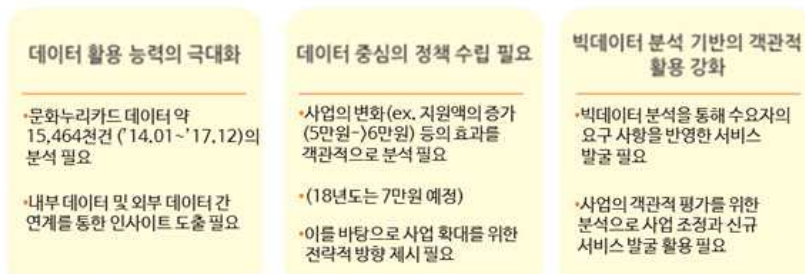 데이터 활용 능력의 극대화
•문화누리카드 데이터 약
15,464천건 ('14.01~'17.12)의
분석 필요
•내부 데이터 및 외부 데이터 간
연계를 통한 인사이트 도출 필요
데이터 중심의 정책 수립 필요
•사업의 변화(ex. 지원액의 증가
(5만원->6만원) 등의 효과를
객관적으로 분석 필요
•(18년도는 7만원 예정)
•이를 바탕으로 사업 확대를 위한
전략적 방향 제시 필요
빅데이터 분석 기반의 객관적
활용 강화
•빅데이터 분석을 통해 수요자의
요구 사항을 반영한 서비스
발굴 필요
•사업의 객관적 평가를 위한
분석으로 사업 조정과 신규
서비스 발굴 활용 필요